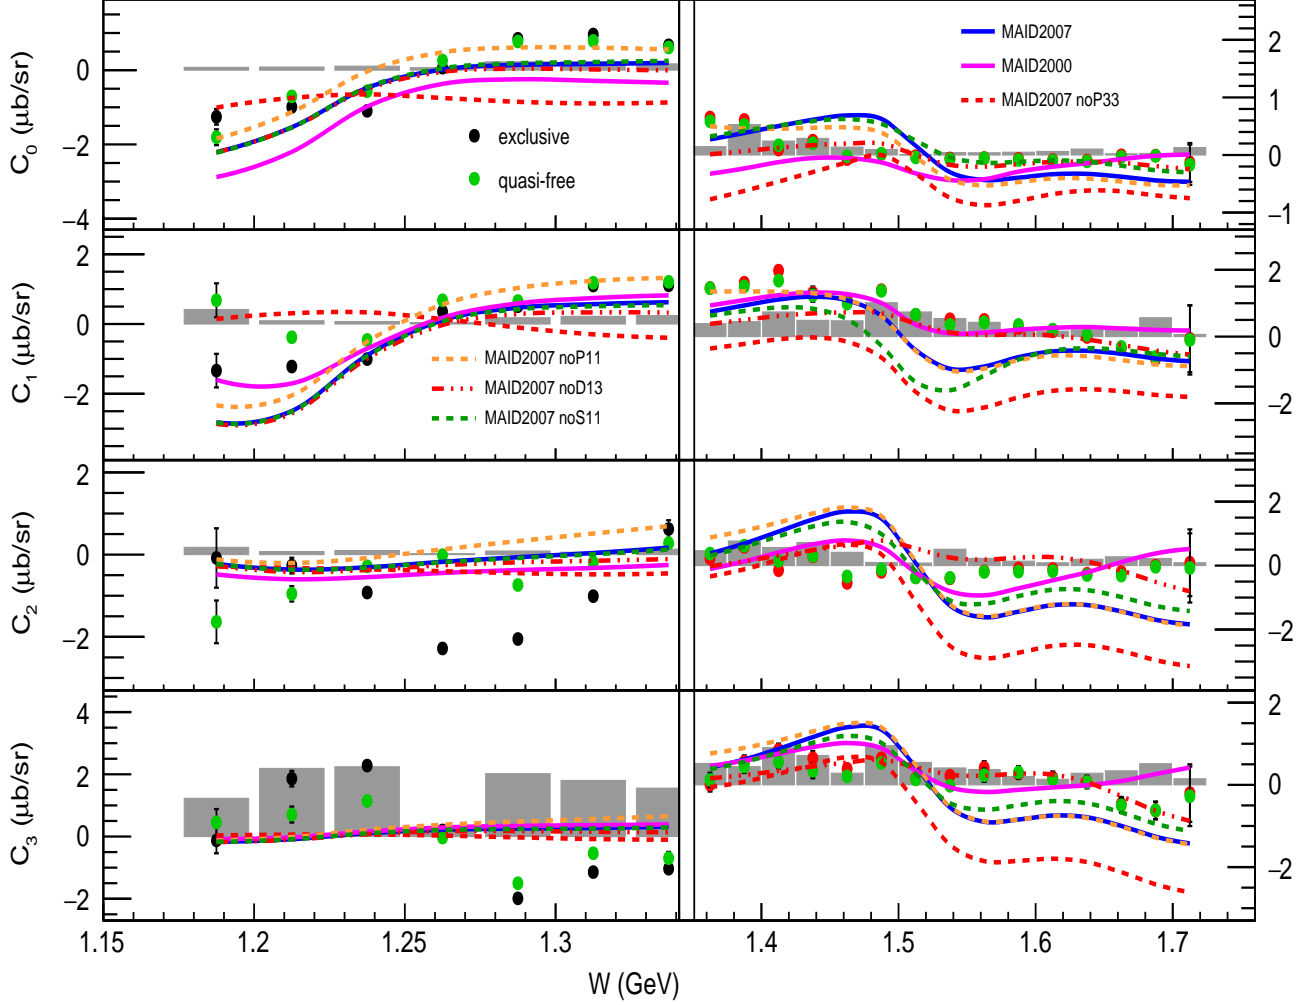 C0 (μb/sr)
0
−2
−4
exclusive
quasi-free
MAID2007
MAID2000
MAID2007 noP33
2
1
0
−1
C1 (μb/sr)
2
0
−2
MAID2007 noP11
MAID2007 noD13
MAID2007 noS11
2
0
−2
C2 (μb/sr)
2
0
−2
2
0
−2
C3 (μb/sr)
4
2
0
−2
2
0
−2
1.15 1.2 1.25 1.3 1.4 1.5 1.6 1.7
W (GeV)